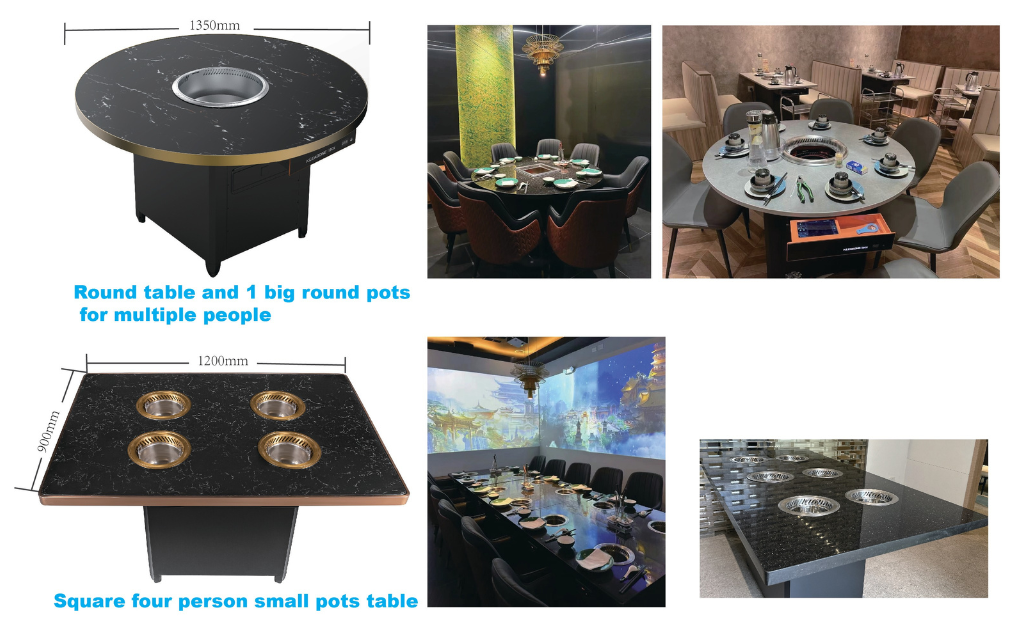 1350mm
Round table and 1 big round pots
for multiple people
1200mm
900mm
Square four person small pots table